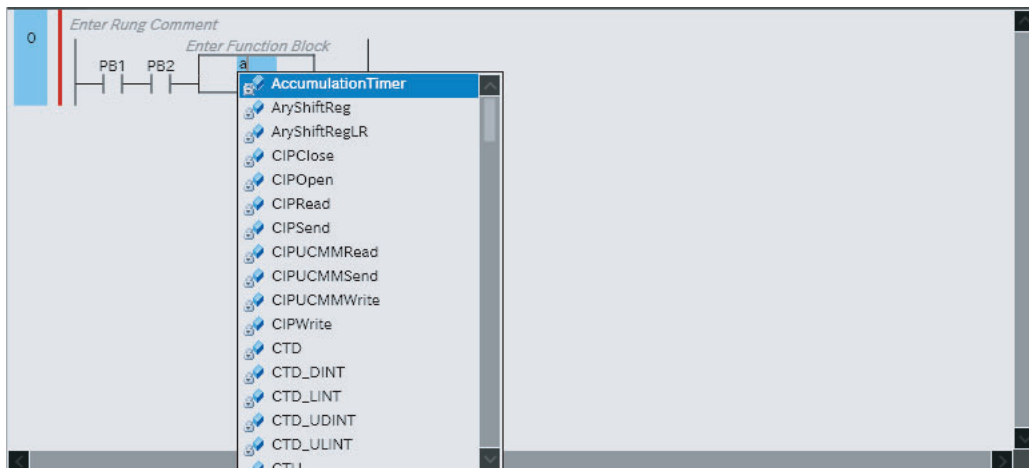 Enter Rung Comment
0
Enter Function Block
PB1 PB2
a
AccumulationTimer
AryShiftReg
AryShiftRegLR
CIPClose
CIPOpen
CIPRead
CIPSend
CIPUCMMRead
CIPUCMMSend
CIPUCMMWrite
CIPWrite
CTD
CTD_DINT
CTD_LINT
CTD_UDINT
CTD_ULINT
CTU